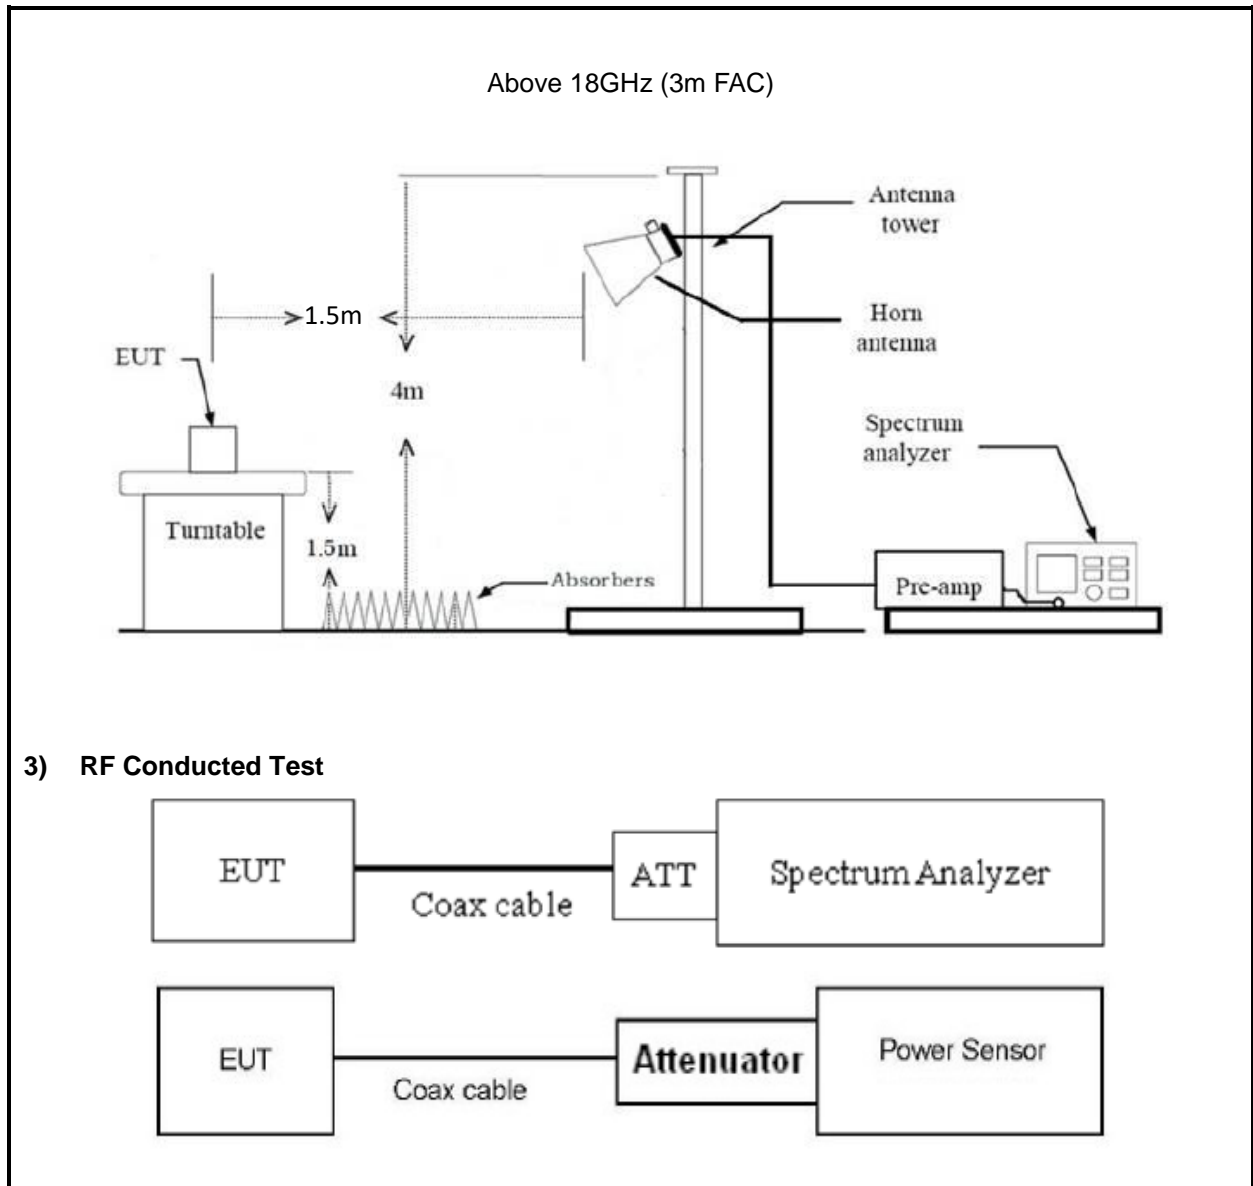 Above 18GHz (3m FAC)
Antenna
tower
1.5m
Horn
antenna
EUT
4m
Spectrum
analyzer
Turntable
1.5m
Absorbers
Pre-amp
3) RF Conducted Test
EUT
Coax cable
ATT
Spectrum Analyzer
EUT
Coax cable
Attenuator
Power Sensor